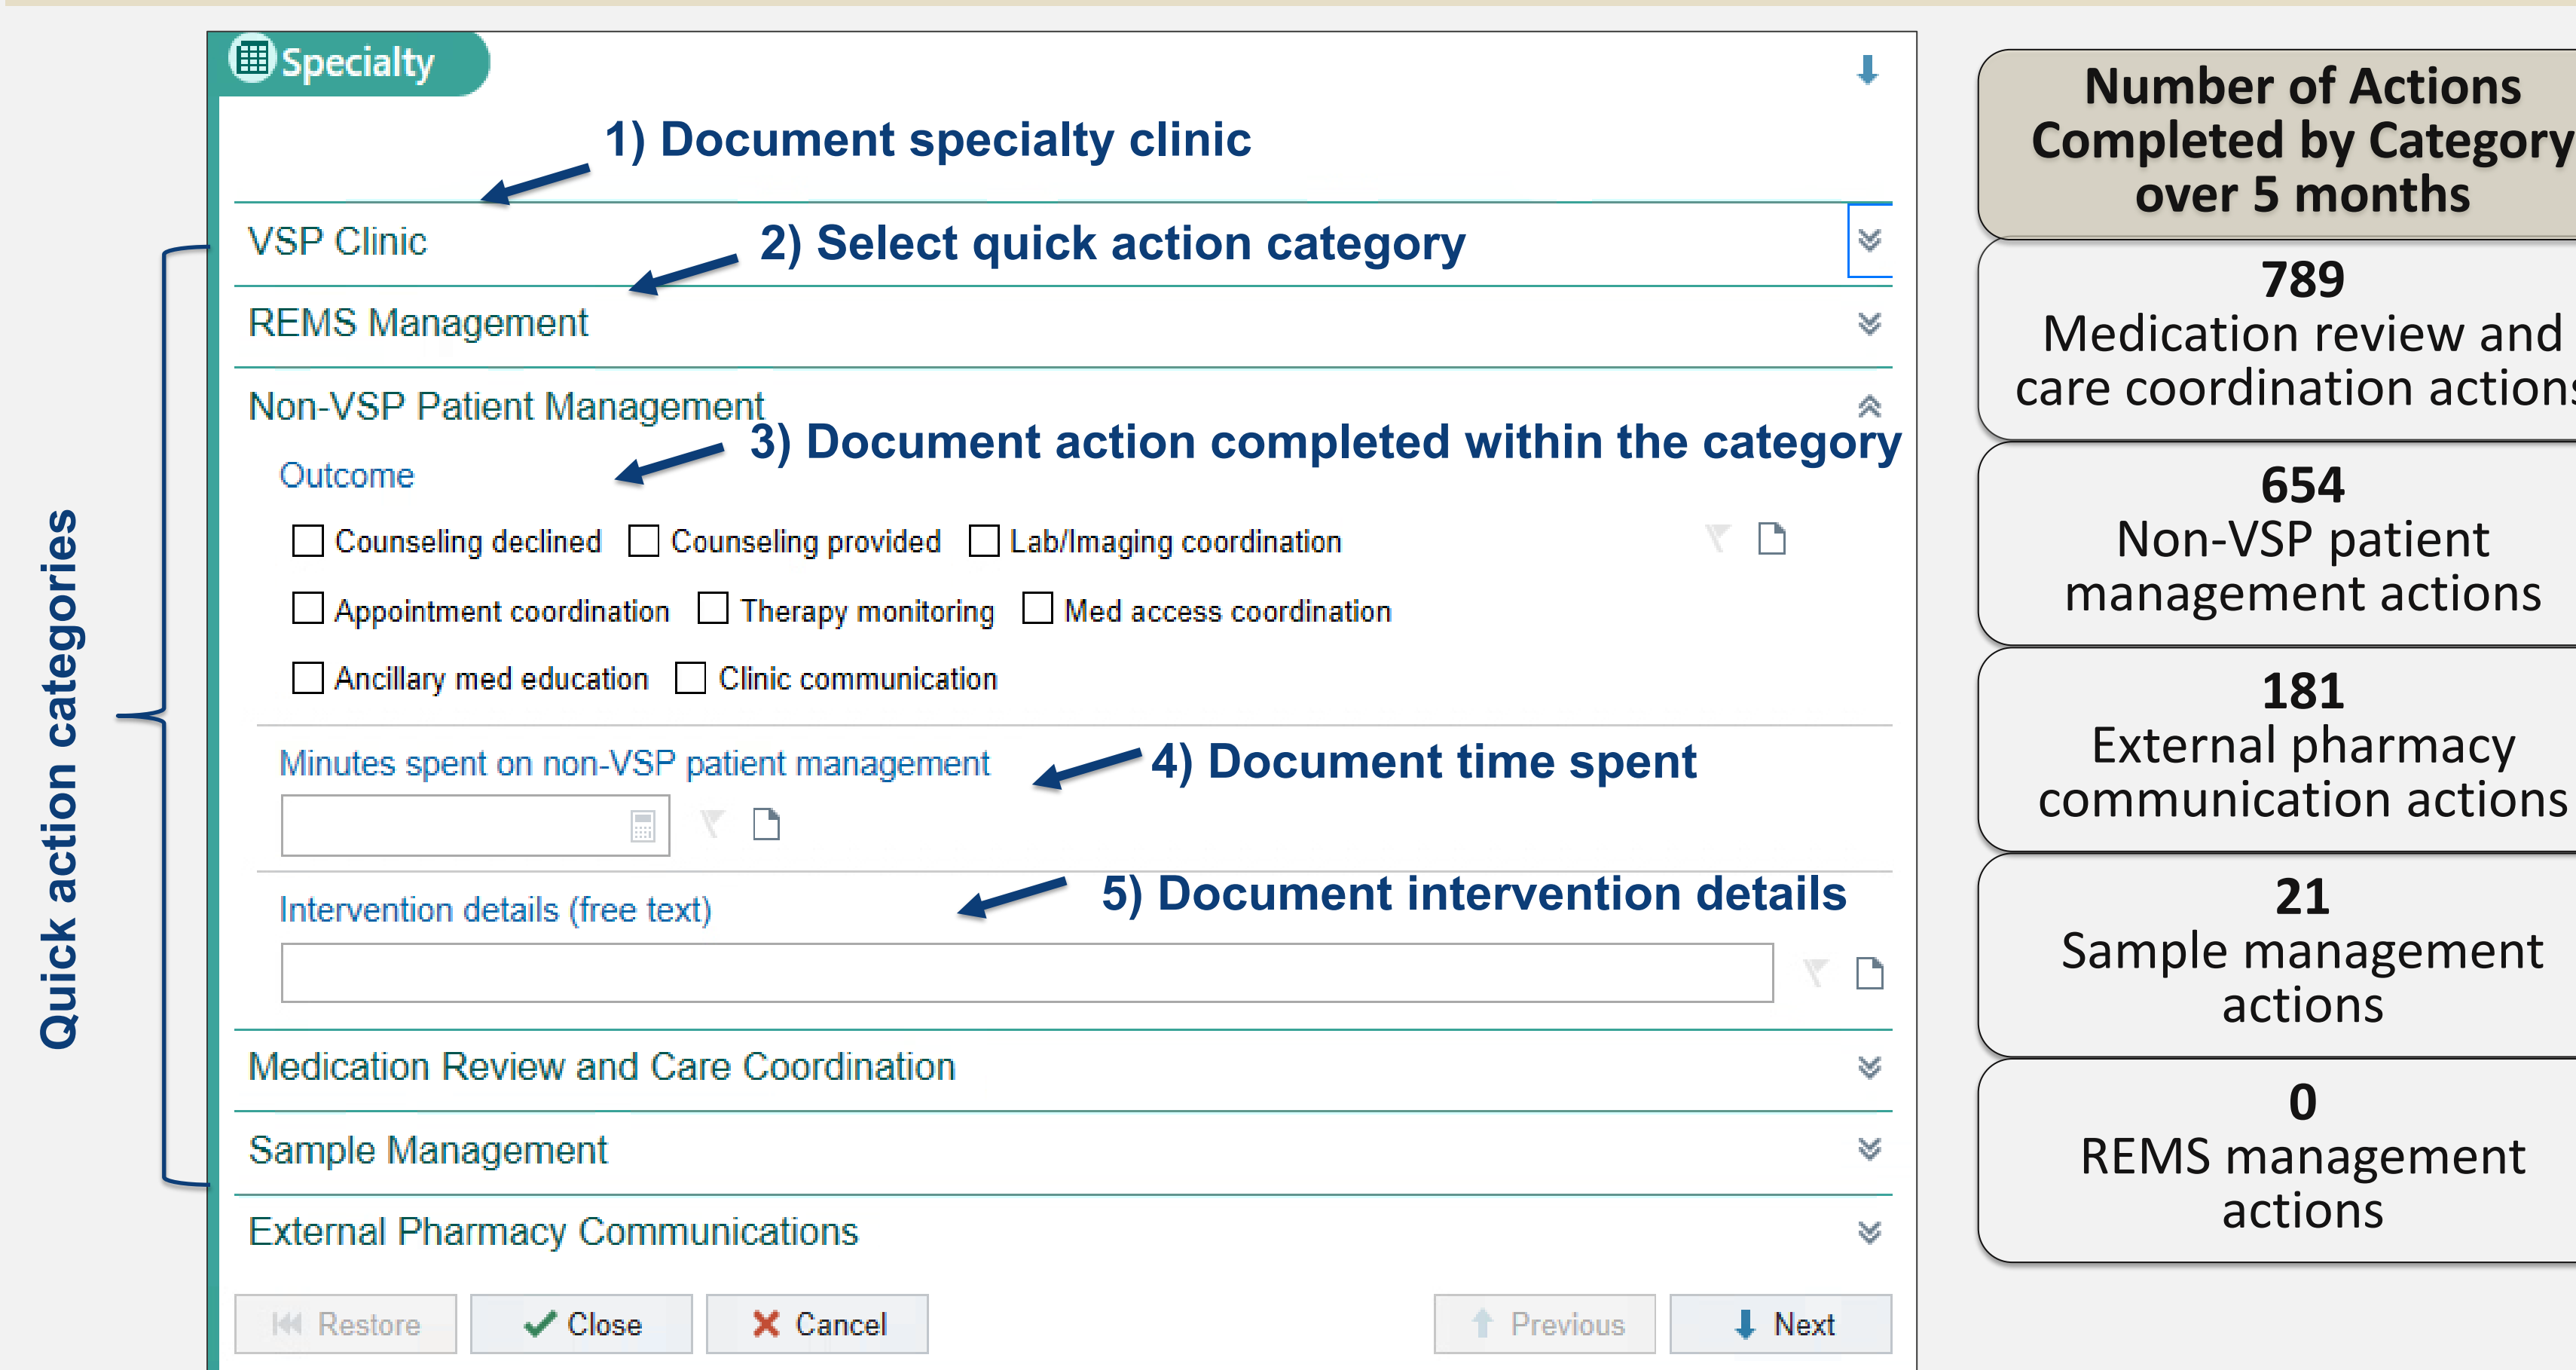 Specialty
1) Document specialty clinic
VSP Clinic
2) Select quick action category
REMS Management
Non-VSP Patient Management
3) Document action completed within the category
Outcome
Counseling declined Counseling provided Lab/Imaging coordination
Appointment coordination Therapy monitoring Med access coordination
Ancillary med education Clinic communication
Minutes spent on non-VSP patient management
4) Document time spent
Intervention details (free text)
5) Document intervention details
Medication Review and Care Coordination
Sample Management
External Pharmacy Communications
Restore Close Cancel Previous Next
Quick action categories
Number of Actions
Completed by Category
over 5 months
789
Medication review and
care coordination actions
654
Non-VSP patient
management actions
181
External pharmacy
communication actions
21
Sample management
actions
0
REMS management
actions